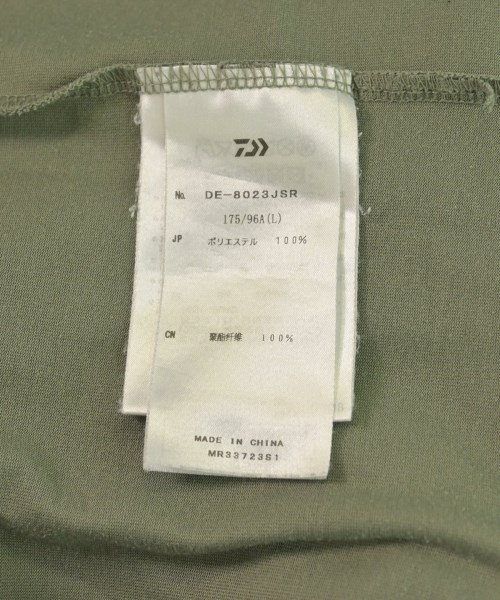 No. DE-8023JSR
175/96A(L)
JP ポリエステル 100%
CN 聚酯纤维 100%
MADE IN CHINA
MR33723S1